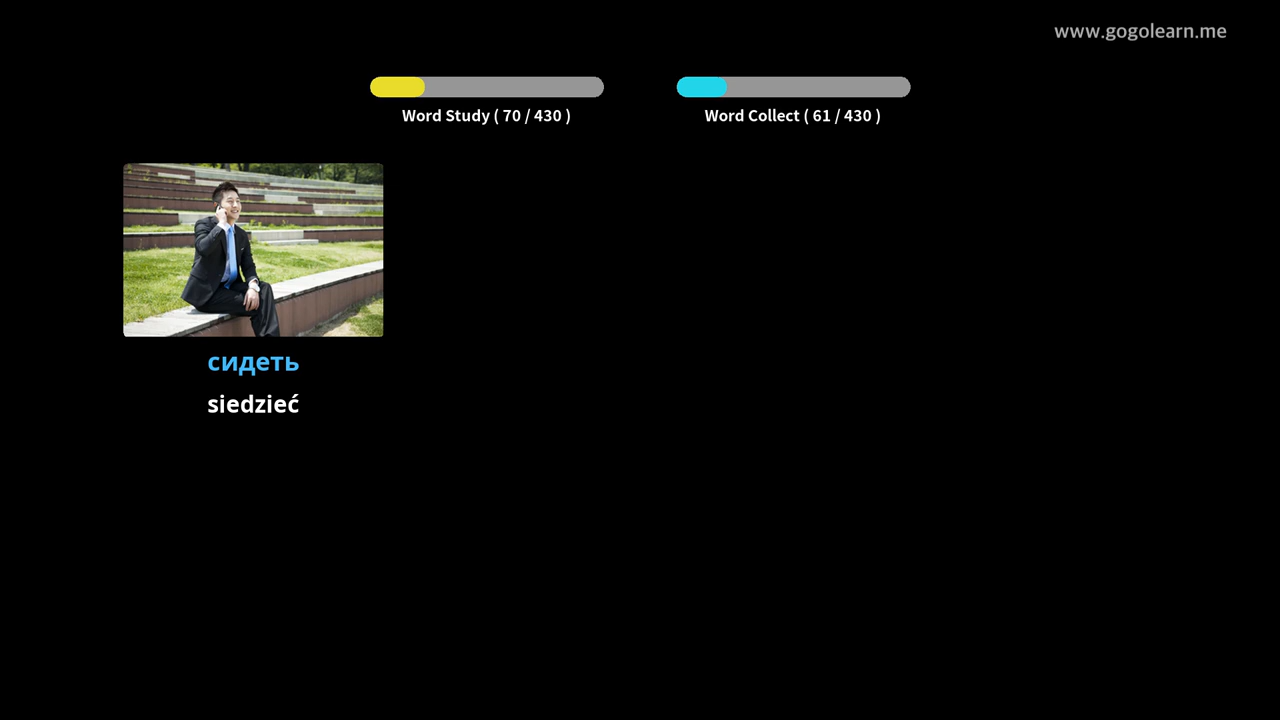 www.gogolearn.me
Word Study ( 70 / 430 )
Word Collect ( 61 / 430 )
сидеть
siedzieć